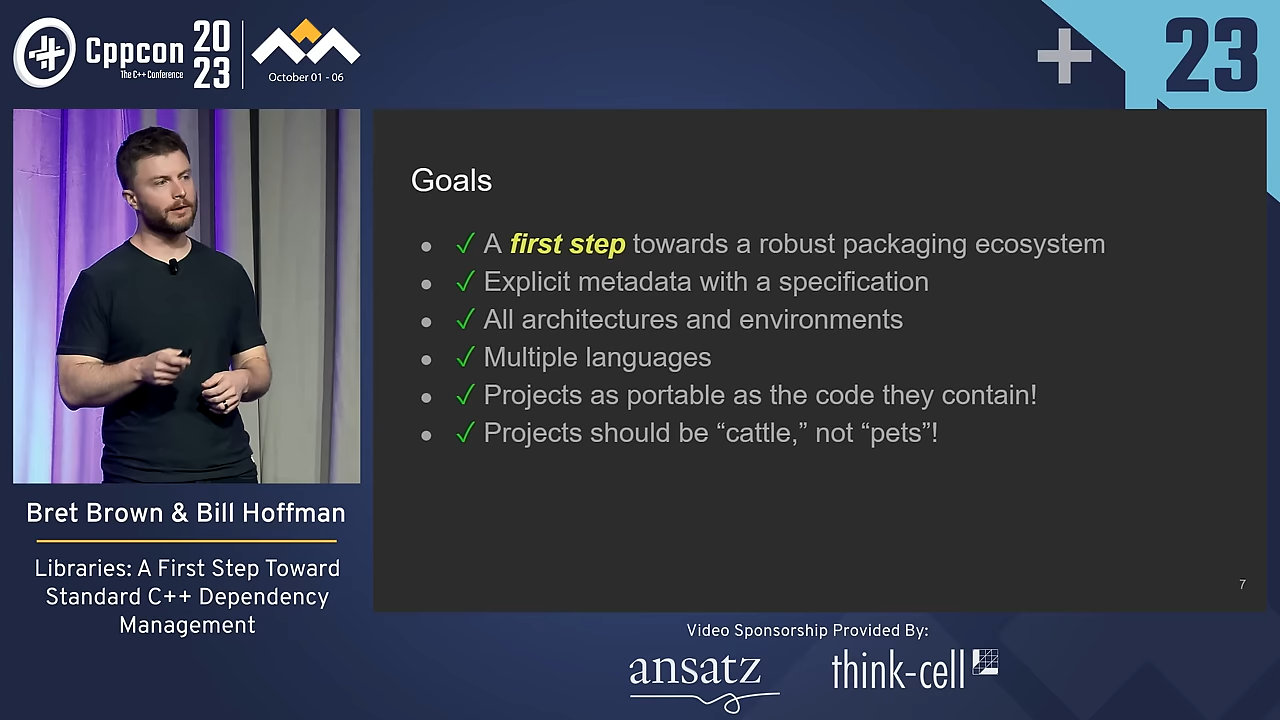 Cppcon
The C++ Conference
20
23
October 01 - 06
23
Goals
● ✓ A first step towards a robust packaging ecosystem
● ✓ Explicit metadata with a specification
● ✓ All architectures and environments
● ✓ Multiple languages
● ✓ Projects as portable as the code they contain!
● ✓ Projects should be “cattle,” not “pets”!
7
Bret Brown & Bill Hoffman
Libraries: A First Step Toward
Standard C++ Dependency
Management
Video Sponsorship Provided By:
ansatz
think-cell